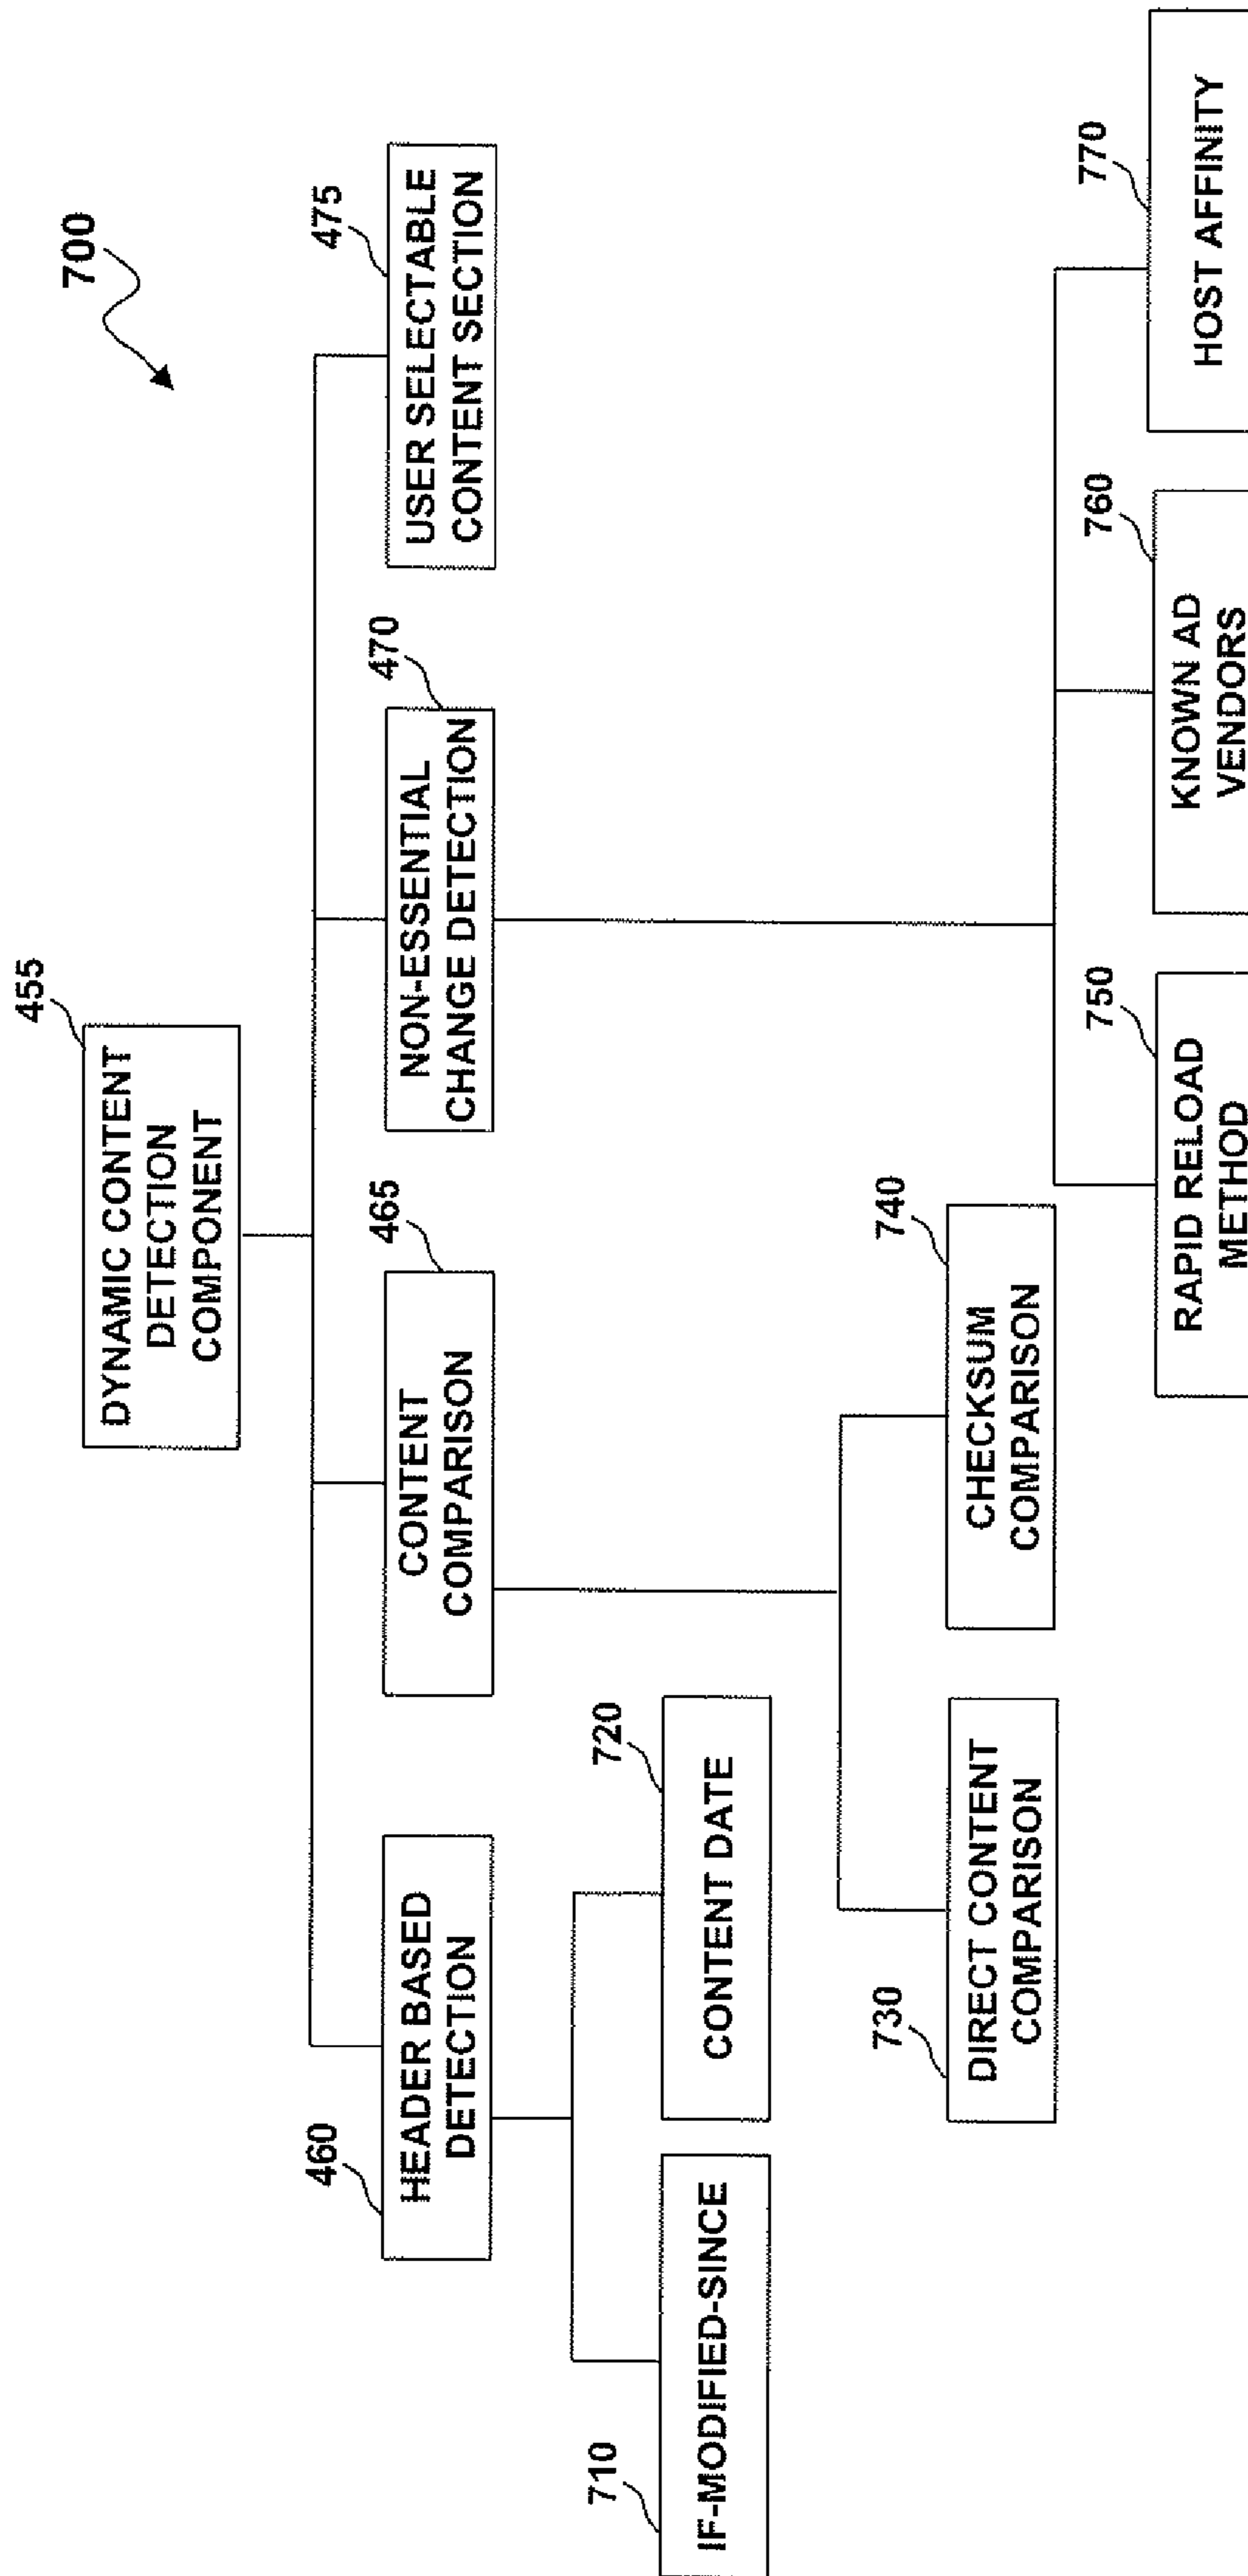 700
455
DYNAMIC CONTENT
DETECTION
COMPONENT
460
HEADER BASED
DETECTION
465
CONTENT
COMPARISON
470
NON-ESSENTIAL
CHANGE DETECTION
475
USER SELECTABLE
CONTENT SECTION
710
IF-MODIFIED-SINCE
720
CONTENT DATE
730
DIRECT CONTENT
COMPARISON
740
CHECKSUM
COMPARISON
750
RAPID RELOAD
METHOD
760
KNOWN AD
VENDORS
770
HOST AFFINITY